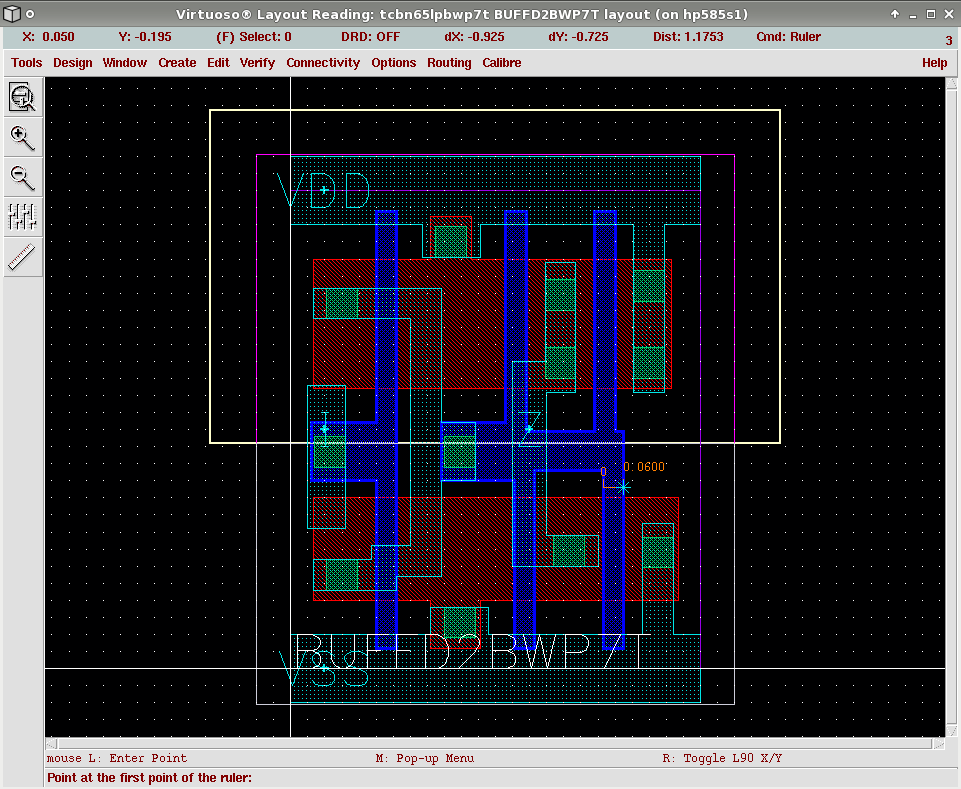 Virtuoso® Layout Reading: tcbn65lpbwp7t BUFFD2BWP7T layout (on hp585s1)
X: 0.050 Y: -0.195 (F) Select: 0 DRD: OFF dX: -0.925 dY: -0.725 Dist: 1.1753 Cmd: Ruler 3
Tools Design Window Create Edit Verify Connectivity Options Routing Calibre Help
VDD
I Z
0 0.0600
BUFFD2BWP7T
VSS
mouse L: Enter Point M: Pop-up Menu R: Toggle L90 X/Y
Point at the first point of the ruler: